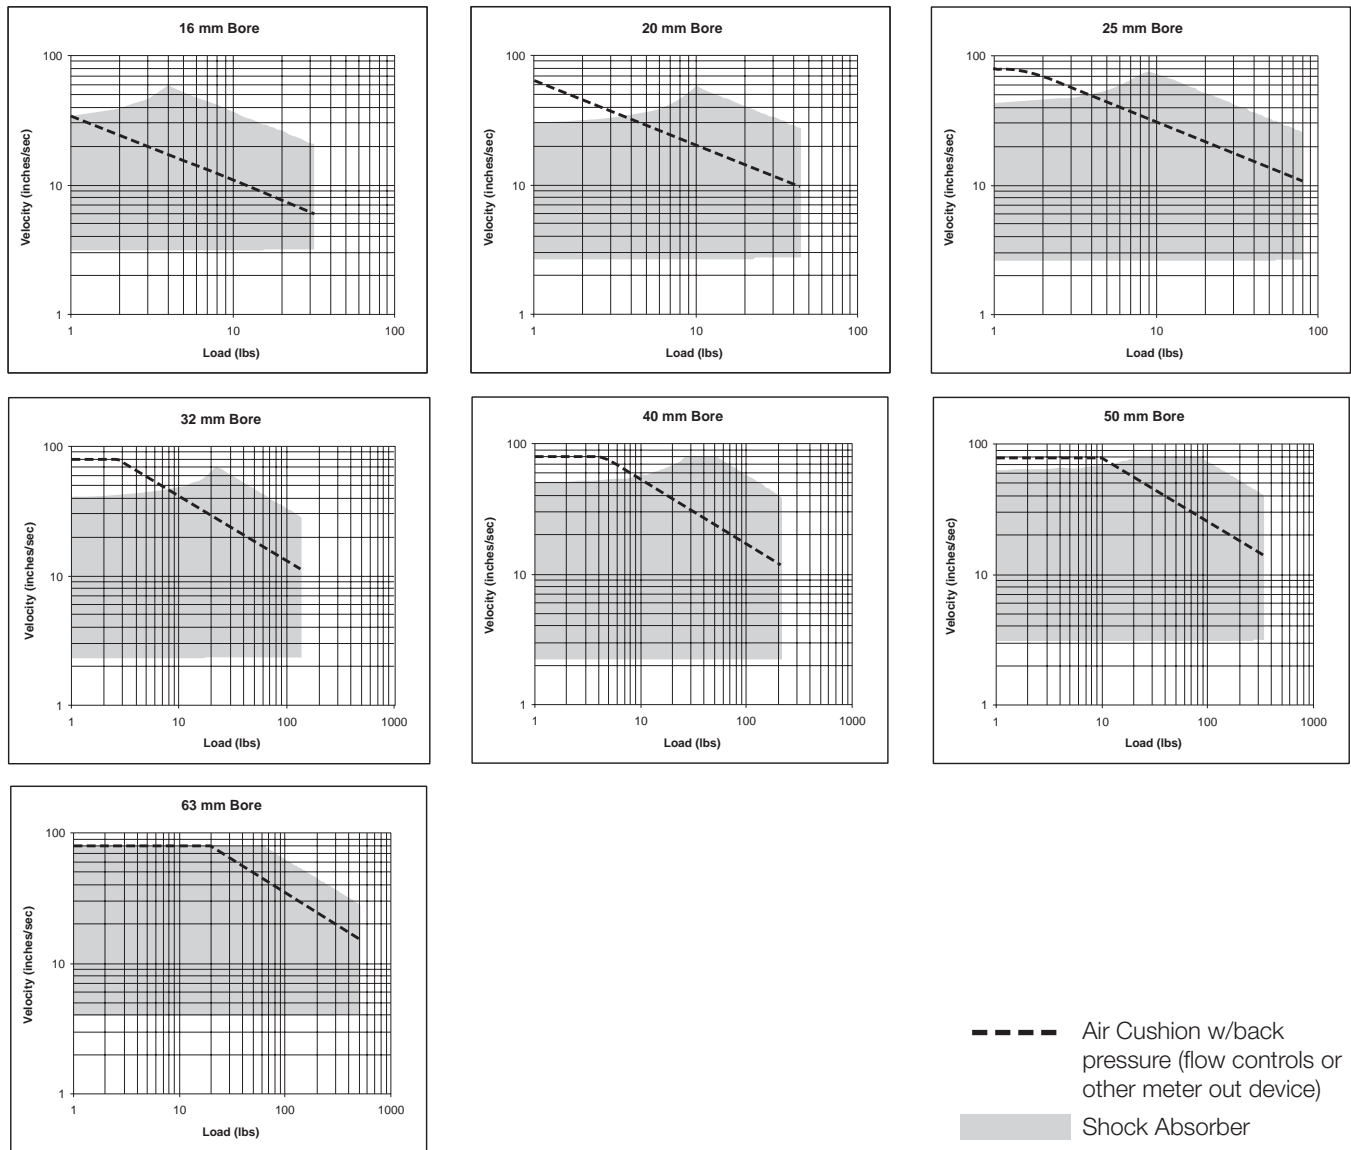 16 mm Bore
100
10
1
1
10
100
Velocity (inches/sec)
Load (lbs)
20 mm Bore
100
10
1
1
10
100
Velocity (inches/sec)
Load (lbs)
25 mm Bore
100
10
1
1
10
100
Velocity (inches/sec)
Load (lbs)
32 mm Bore
100
10
1
1
10
100
1000
Velocity (inches/sec)
Load (lbs)
40 mm Bore
100
10
1
1
10
100
1000
Velocity (inches/sec)
Load (lbs)
50 mm Bore
100
10
1
1
10
100
1000
Velocity (inches/sec)
Load (lbs)
63 mm Bore
100
10
1
1
10
100
1000
Velocity (inches/sec)
Load (lbs)
Air Cushion w/back
pressure (flow controls or
other meter out device)
Shock Absorber